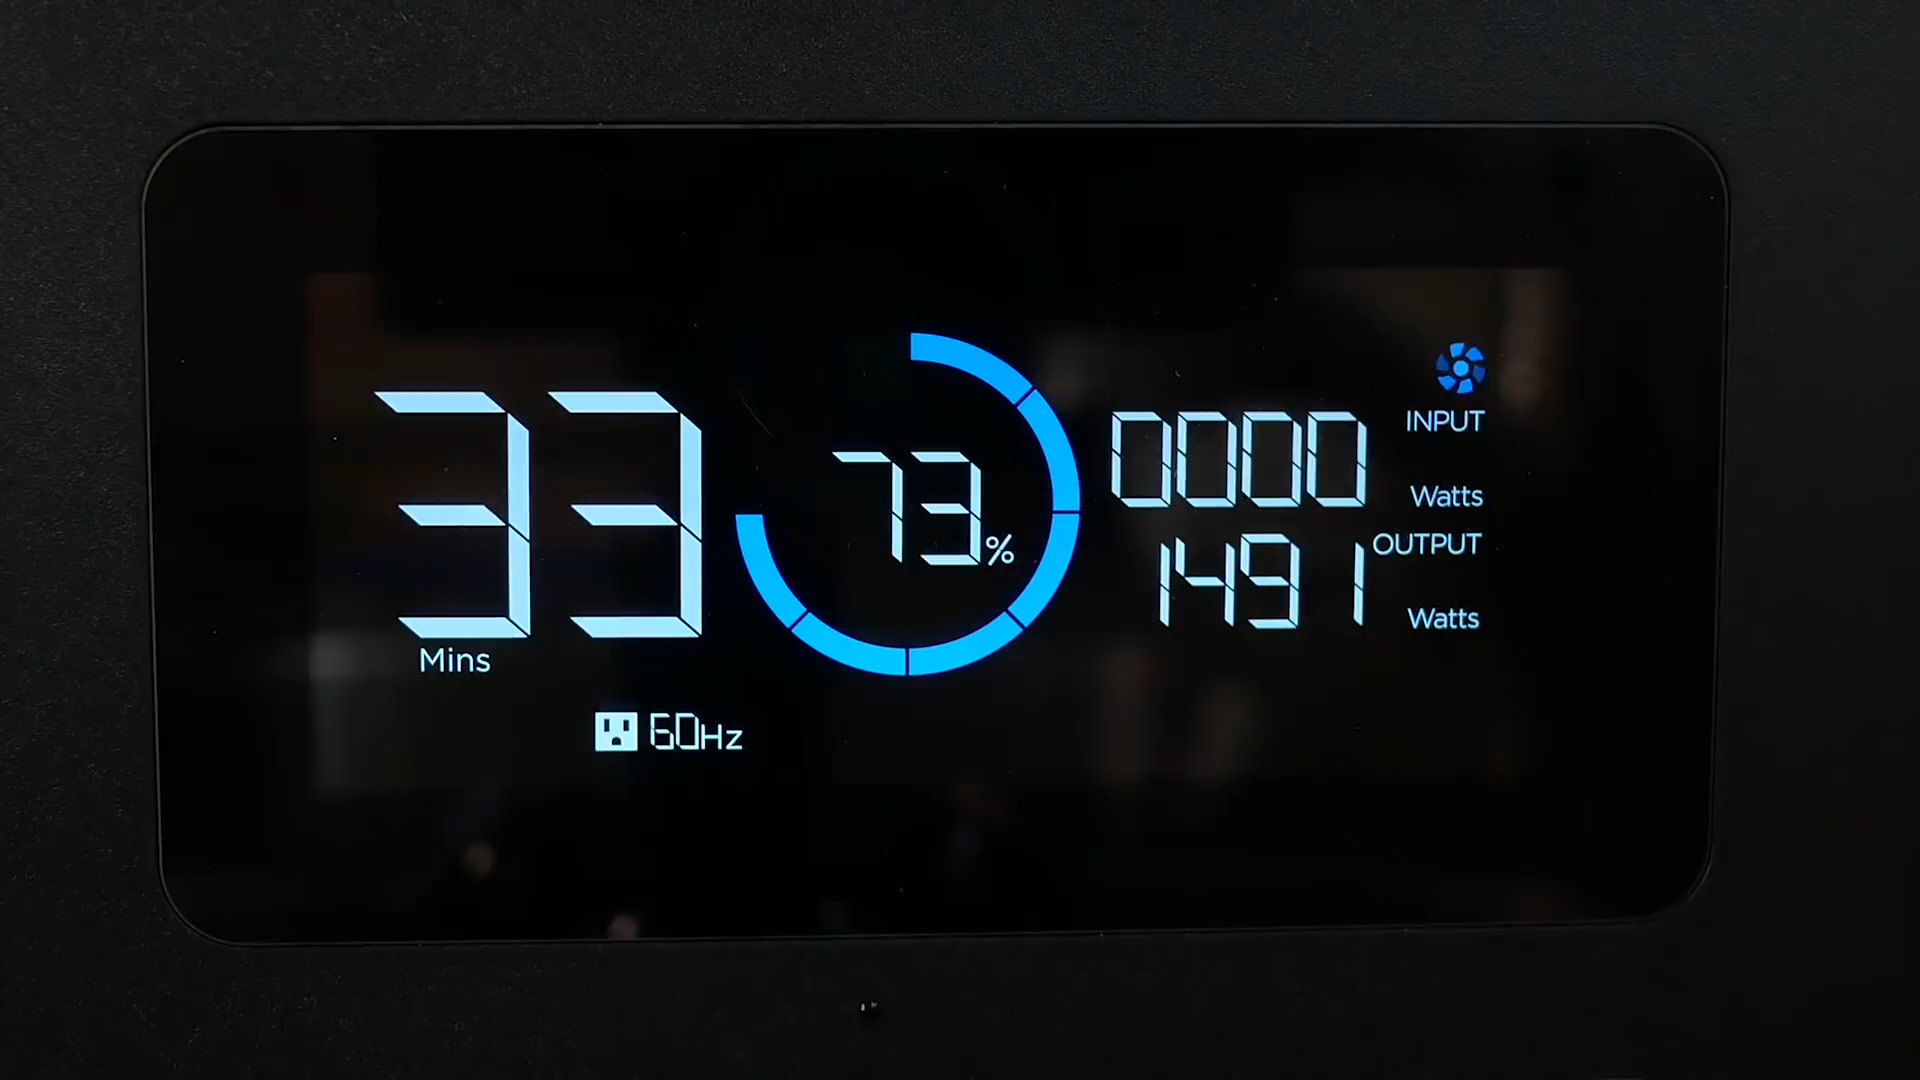 33
Mins
73%
0000 INPUT Watts
1491 OUTPUT Watts
60Hz